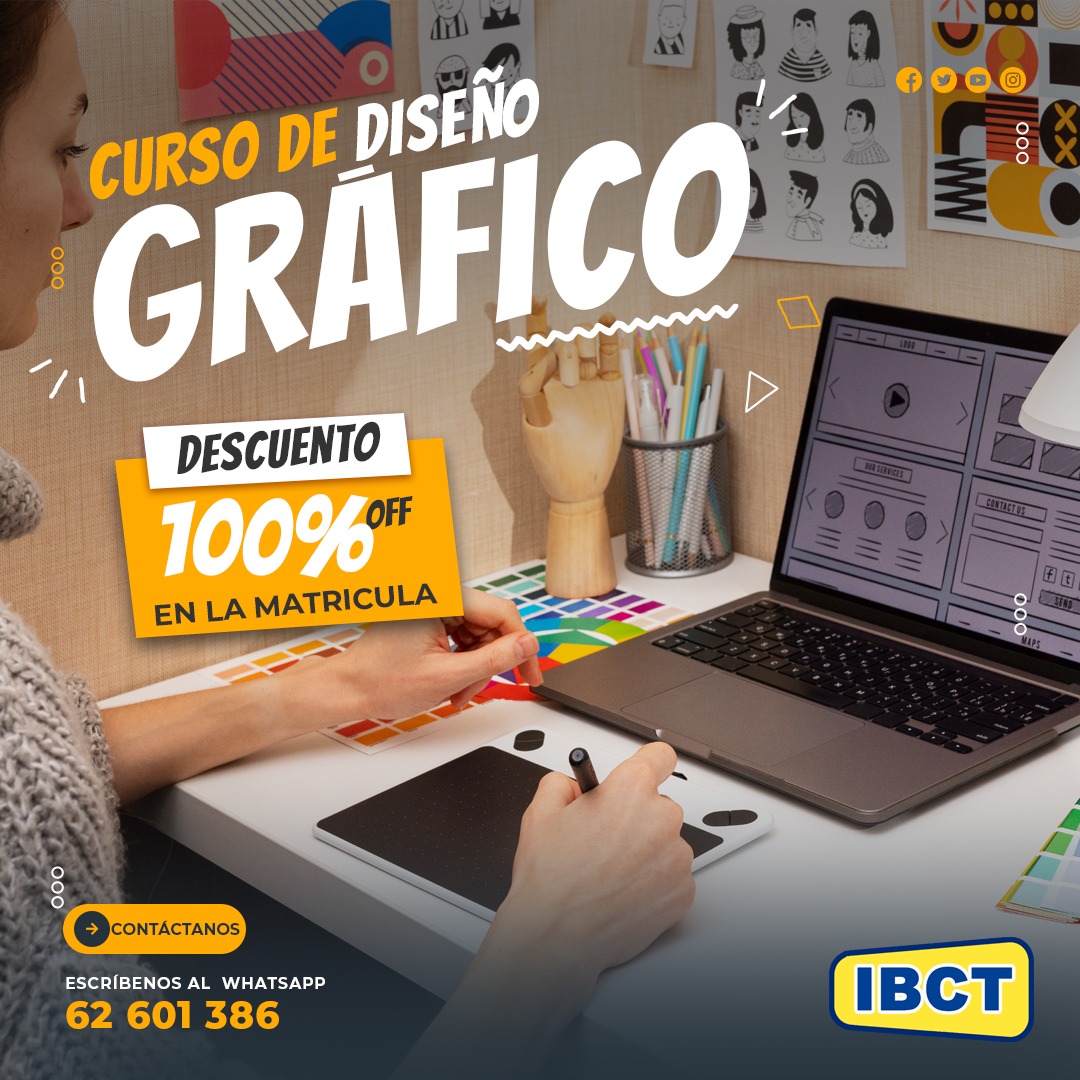 CURSO DE DISEÑO
GRÁFICO
DESCUENTO
100% OFF
EN LA MATRICULA
LOGO
OUR SERVICES
CONTACT US
SEND
MAPS
CONTÁCTANOS
ESCRÍBENOS AL WHATSAPP
62 601 386
IBCT